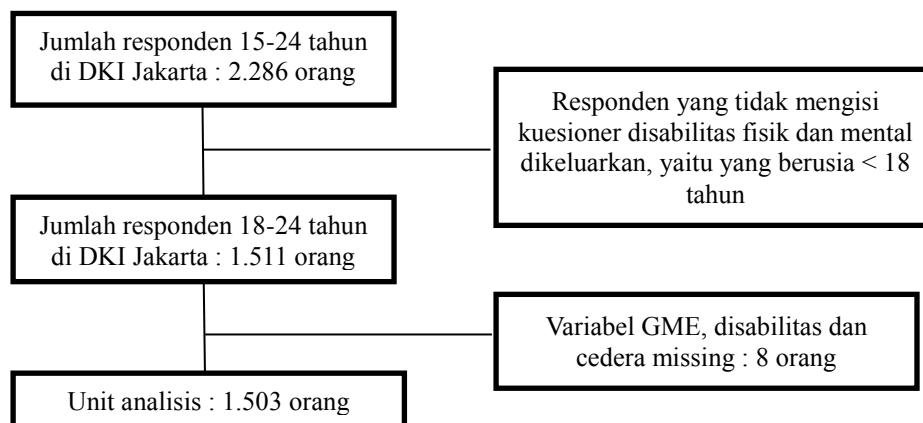 Jumlah responden 15-24 tahun
di DKI Jakarta : 2.286 orang
Responden yang tidak mengisi
kuesioner disabilitas fisik dan mental
dikeluarkan, yaitu yang berusia < 18
tahun
Jumlah responden 18-24 tahun
di DKI Jakarta : 1.511 orang
Variabel GME, disabilitas dan
cedera missing : 8 orang
Unit analisis : 1.503 orang